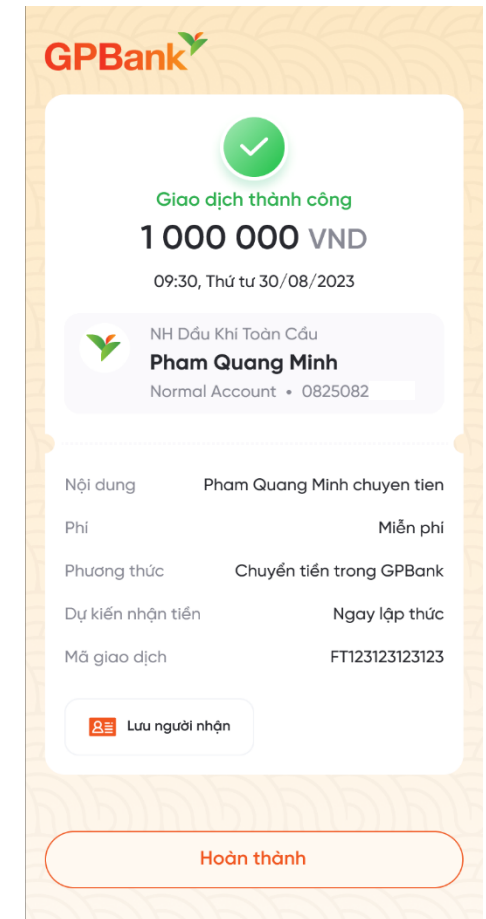 GPBank
Giao dịch thành công
1 000 000 VND
09:30, Thứ tư 30/08/2023
NH Dầu Khí Toàn Cầu
Pham Quang Minh
Normal Account • 0825082
Nội dung Pham Quang Minh chuyen tien
Phí Miễn phí
Phương thức Chuyển tiền trong GPBank
Dự kiến nhận tiền Ngay lập thức
Mã giao dịch FT123123123123
Lưu người nhận
Hoàn thành